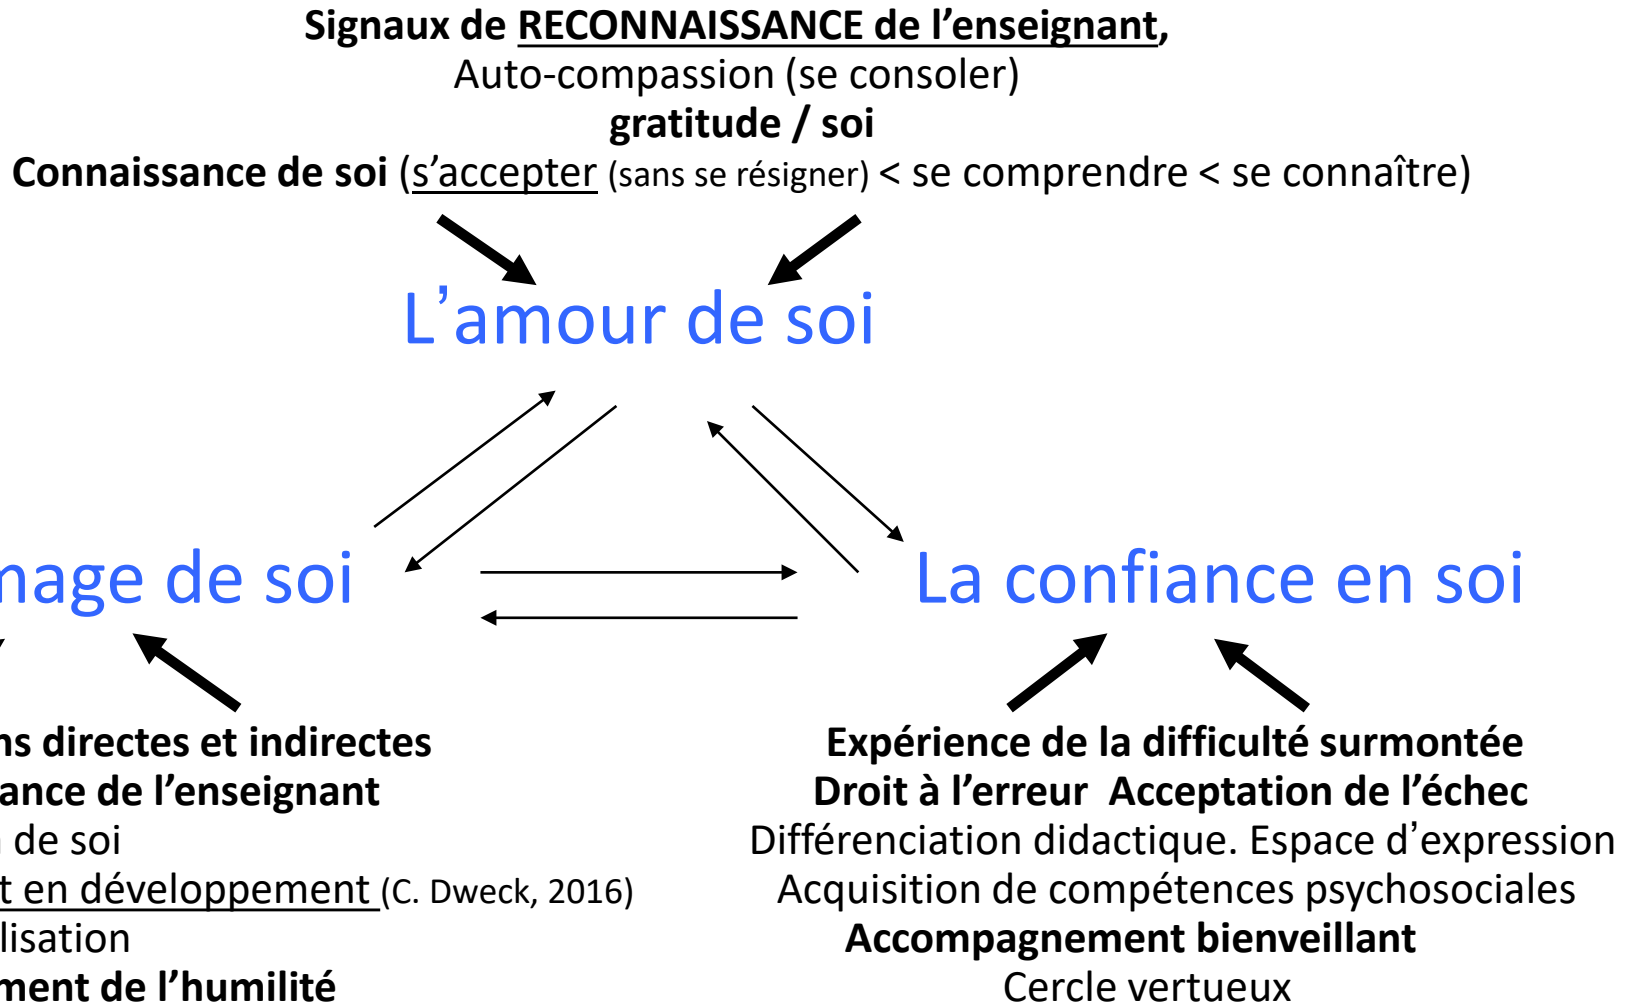 Signaux de RECONNAISSANCE de l’enseignant,
Auto-compassion (se consoler)
gratitude / soi
Connaissance de soi (s’accepter (sans se résigner) < se comprendre < se connaître)
L’amour de soi
mage de soi
La confiance en soi
ns directes et indirectes
ance de l’enseignant
de soi
t en développement (C. Dweck, 2016)
lisation
ment de l’humilité
Expérience de la difficulté surmontée
Droit à l’erreur Acceptation de l’échec
Différenciation didactique. Espace d’expression
Acquisition de compétences psychosociales
Accompagnement bienveillant
Cercle vertueux